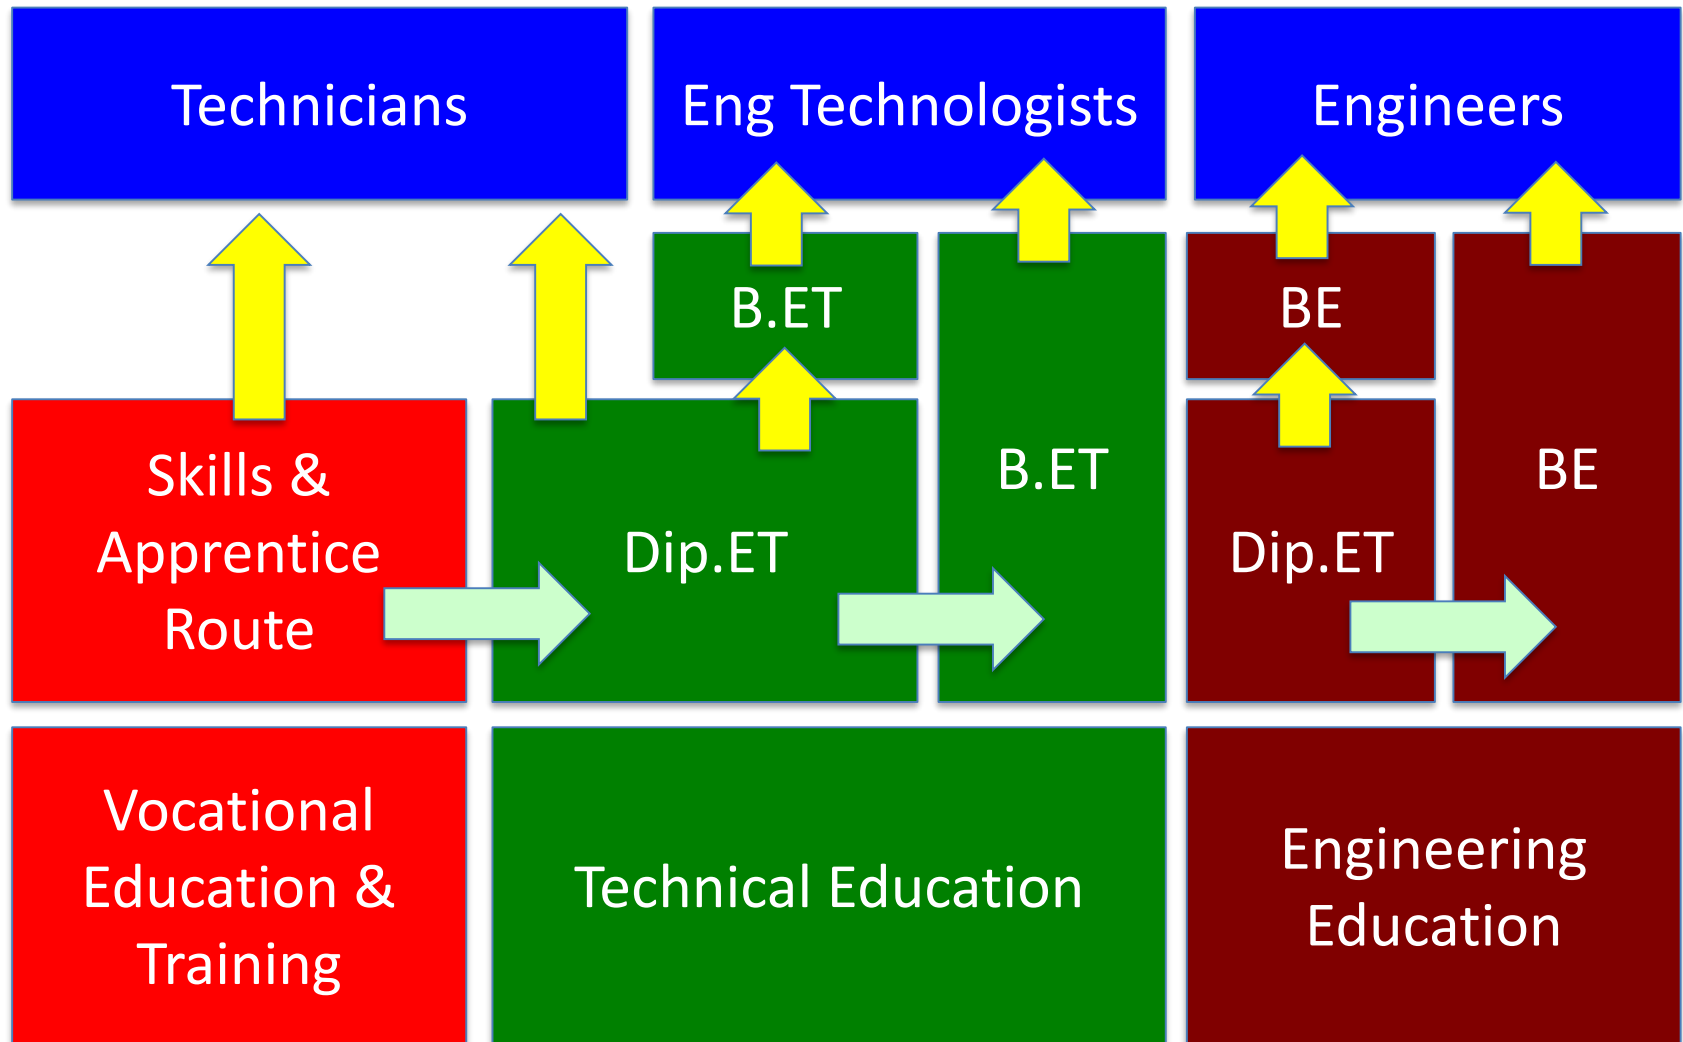 Technicians
Eng Technologists
Engineers
B.ET
BE
Skills &
Apprentice
Route
Dip.ET
B.ET
Dip.ET
BE
Vocational
Education &
Training
Technical Education
Engineering
Education